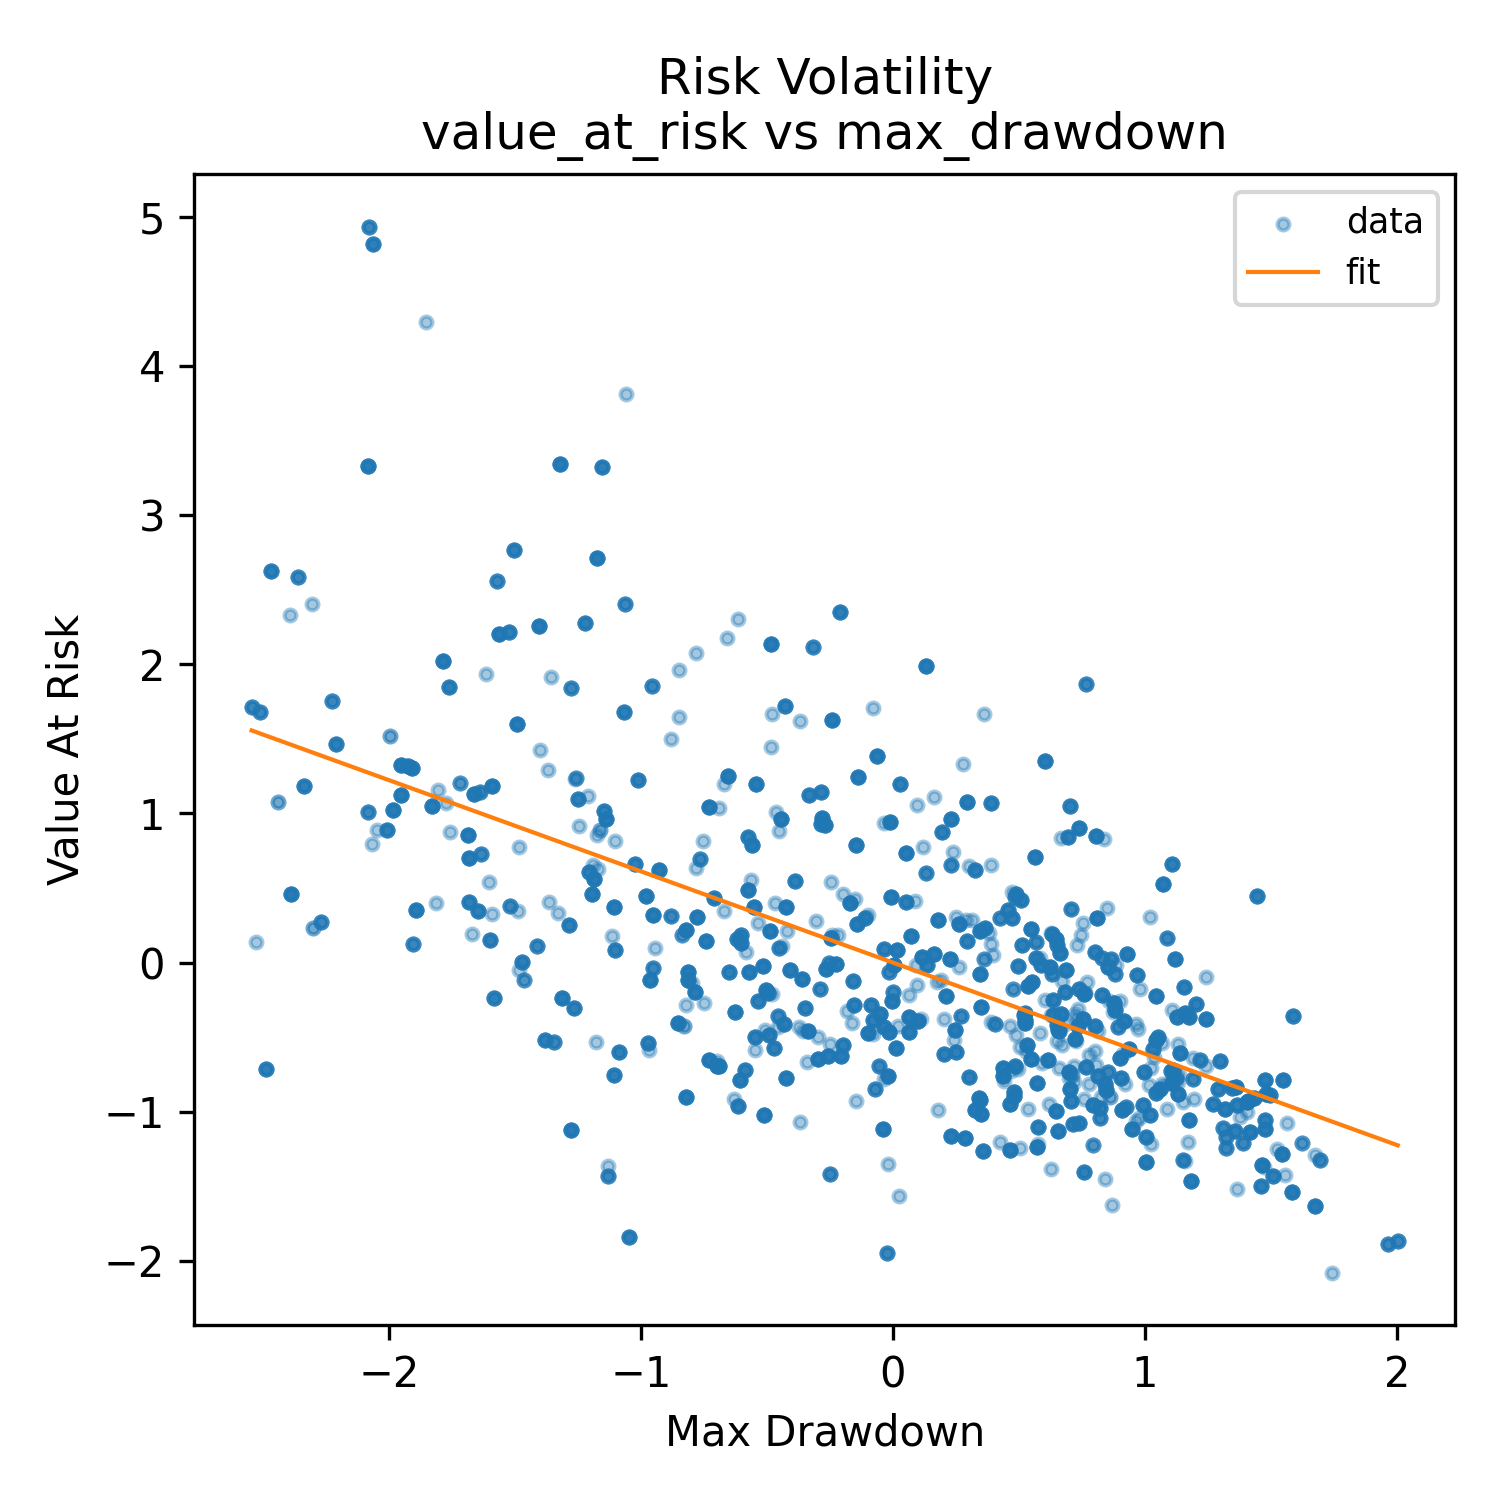 Risk Volatility
value_at_risk vs max_drawdown
data
fit
5
4
3
2
1
0
−1
−2
Value At Risk
−2
−1
0
1
2
Max Drawdown